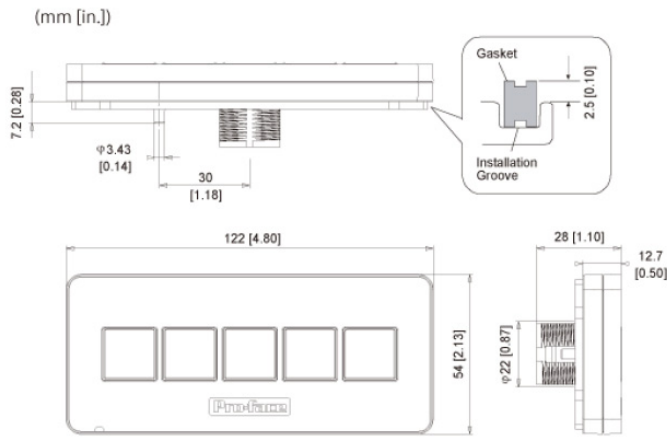 (mm [in.])
Gasket
2.5 [0.10]
Installation
Groove
7.2 [0.28]
φ3.43
[0.14]
30
[1.18]
122 [4.80]
54 [2.13]
Pro-face
28 [1.10]
12.7
[0.50]
φ22 [0.87]